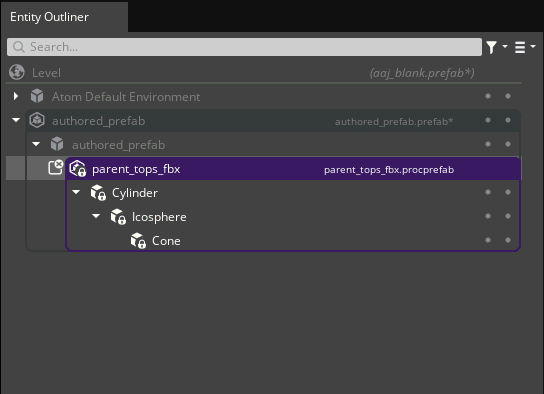 Entity Outliner
Search...
Level (aaj_blank.prefab*)
Atom Default Environment
authored_prefab authored_prefab.prefab*
authored_prefab
parent_tops_fbx parent_tops_fbx.procprefab
Cylinder
Icosphere
Cone